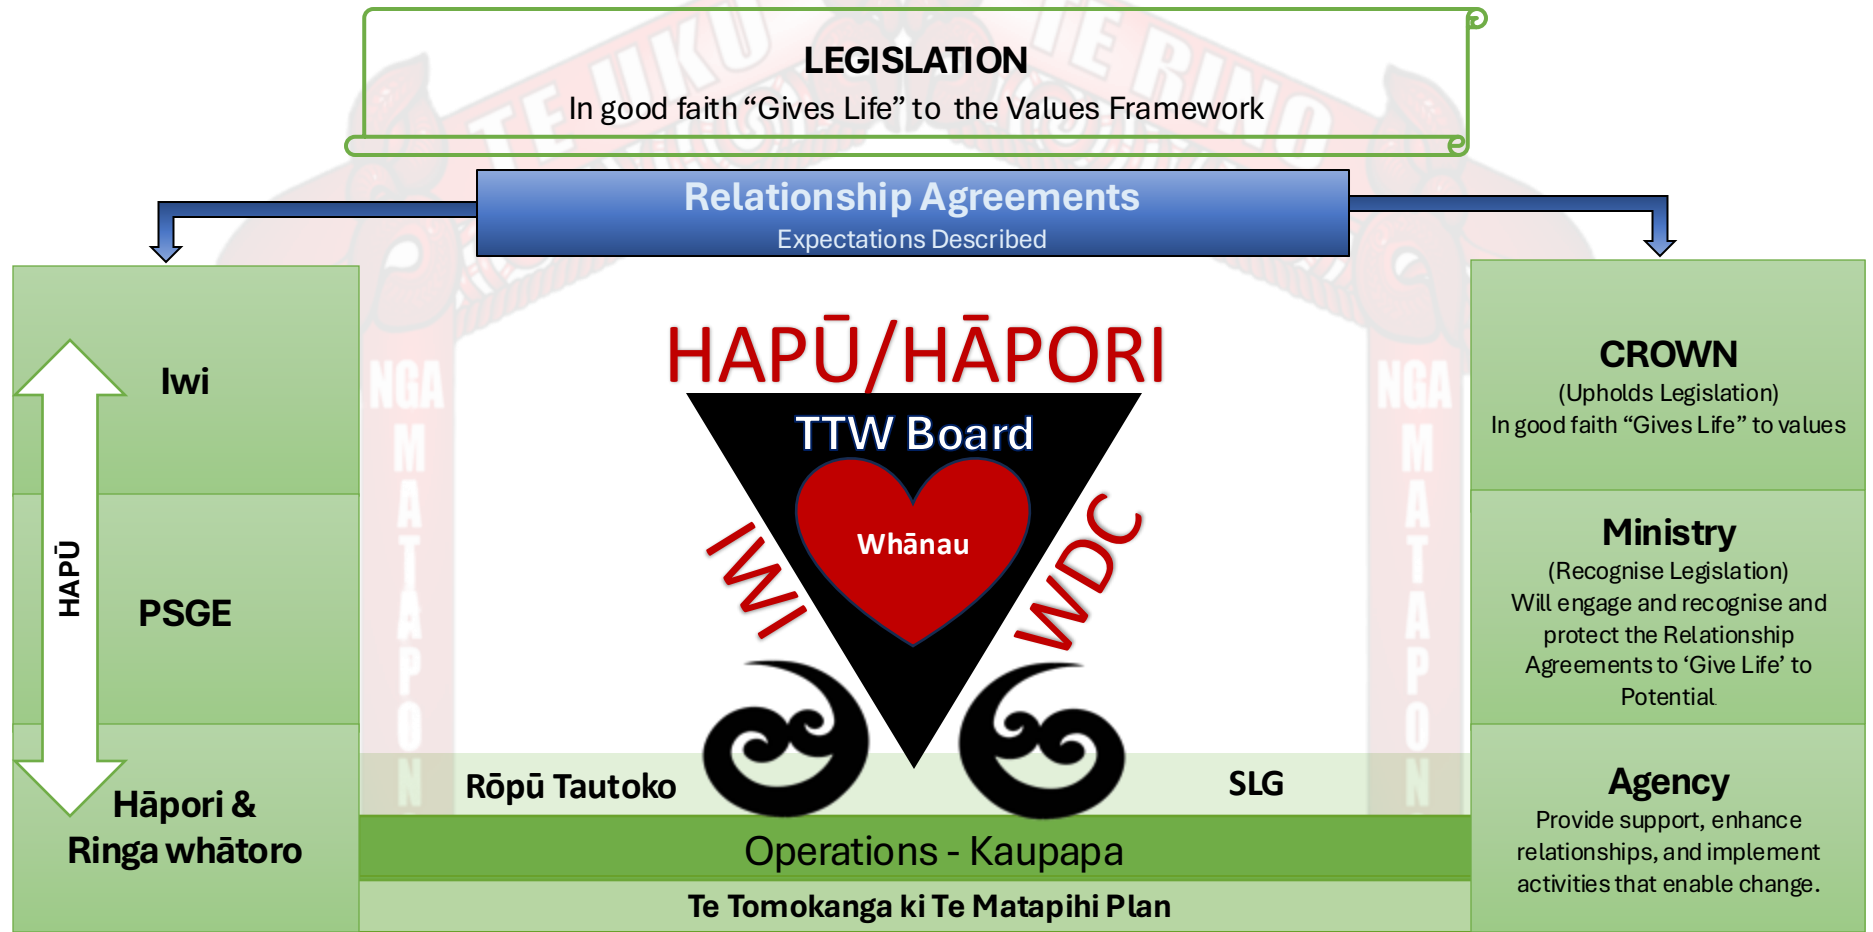 LEGISLATION
In good faith “Gives Life” to the Values Framework
TE UKU
TE RINO
Relationship Agreements
Expectations Described
Iwi
PSGE
Hāpori &
Ringa whātoro
HAPŪ
NGA
MATAPON
HAPŪ/HĀPORI
TTW Board
Whānau
IWI
WDC
NGA
MATAPON
Rōpū Tautoko
SLG
Operations - Kaupapa
Te Tomokanga ki Te Matapihi Plan
CROWN
(Upholds Legislation)
In good faith “Gives Life” to values
Ministry
(Recognise Legislation)
Will engage and recognise and
protect the Relationship
Agreements to ‘Give Life’ to
Potential
Agency
Provide support, enhance
relationships, and implement
activities that enable change.